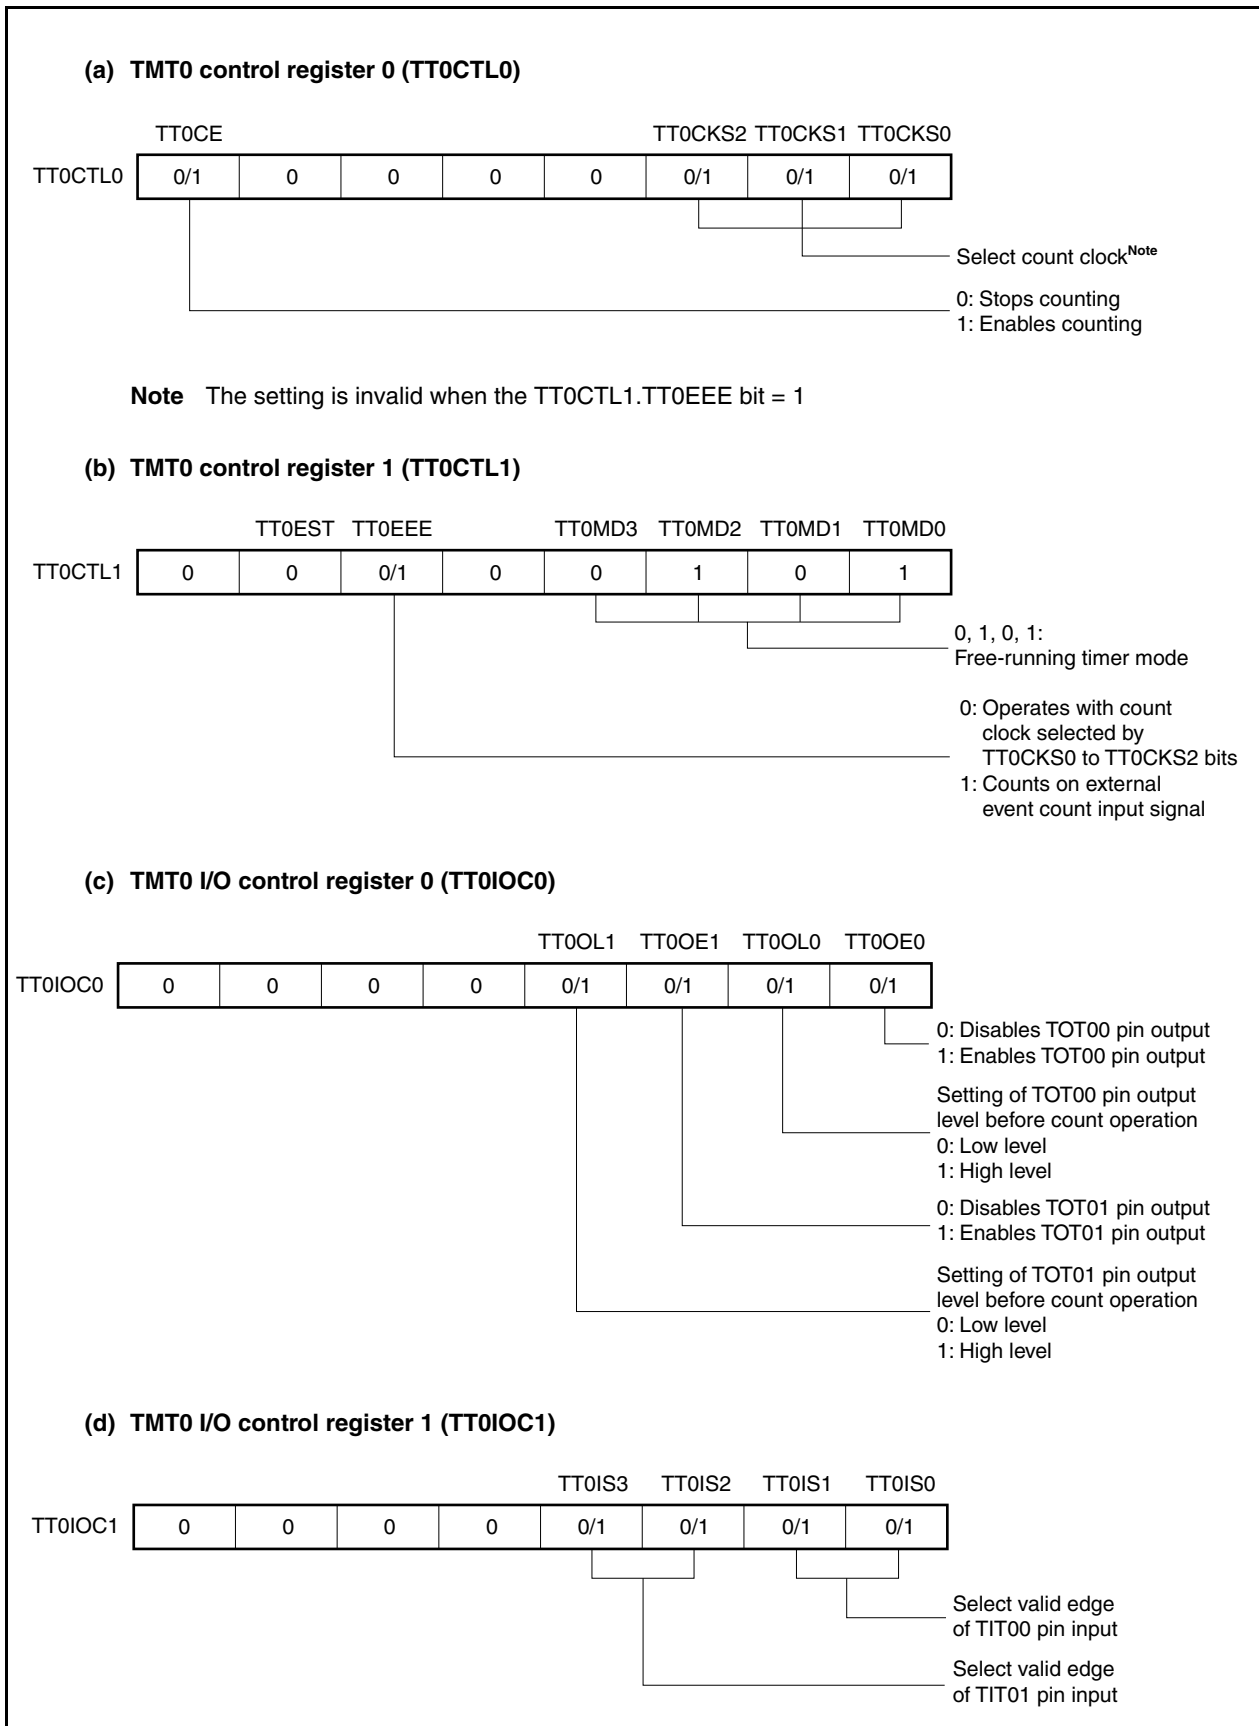 (a) TMT0 control register 0 (TT0CTL0)
TT0CE TT0CKS2 TT0CKS1 TT0CKS0
TT0CTL0 0/1 0 0 0 0 0/1 0/1 0/1
Select count clockNote
0: Stops counting
1: Enables counting
Note The setting is invalid when the TT0CTL1.TT0EEE bit = 1
(b) TMT0 control register 1 (TT0CTL1)
TT0EST TT0EEE TT0MD3 TT0MD2 TT0MD1 TT0MD0
TT0CTL1 0 0 0/1 0 0 1 0 1
0, 1, 0, 1:
Free-running timer mode
0: Operates with count
clock selected by
TT0CKS0 to TT0CKS2 bits
1: Counts on external
event count input signal
(c) TMT0 I/O control register 0 (TT0IOC0)
TT0OL1 TT0OE1 TT0OL0 TT0OE0
TT0IOC0 0 0 0 0 0/1 0/1 0/1 0/1
0: Disables TOT00 pin output
1: Enables TOT00 pin output
Setting of TOT00 pin output
level before count operation
0: Low level
1: High level
0: Disables TOT01 pin output
1: Enables TOT01 pin output
Setting of TOT01 pin output
level before count operation
0: Low level
1: High level
(d) TMT0 I/O control register 1 (TT0IOC1)
TT0IS3 TT0IS2 TT0IS1 TT0IS0
TT0IOC1 0 0 0 0 0/1 0/1 0/1 0/1
Select valid edge
of TIT00 pin input
Select valid edge
of TIT01 pin input